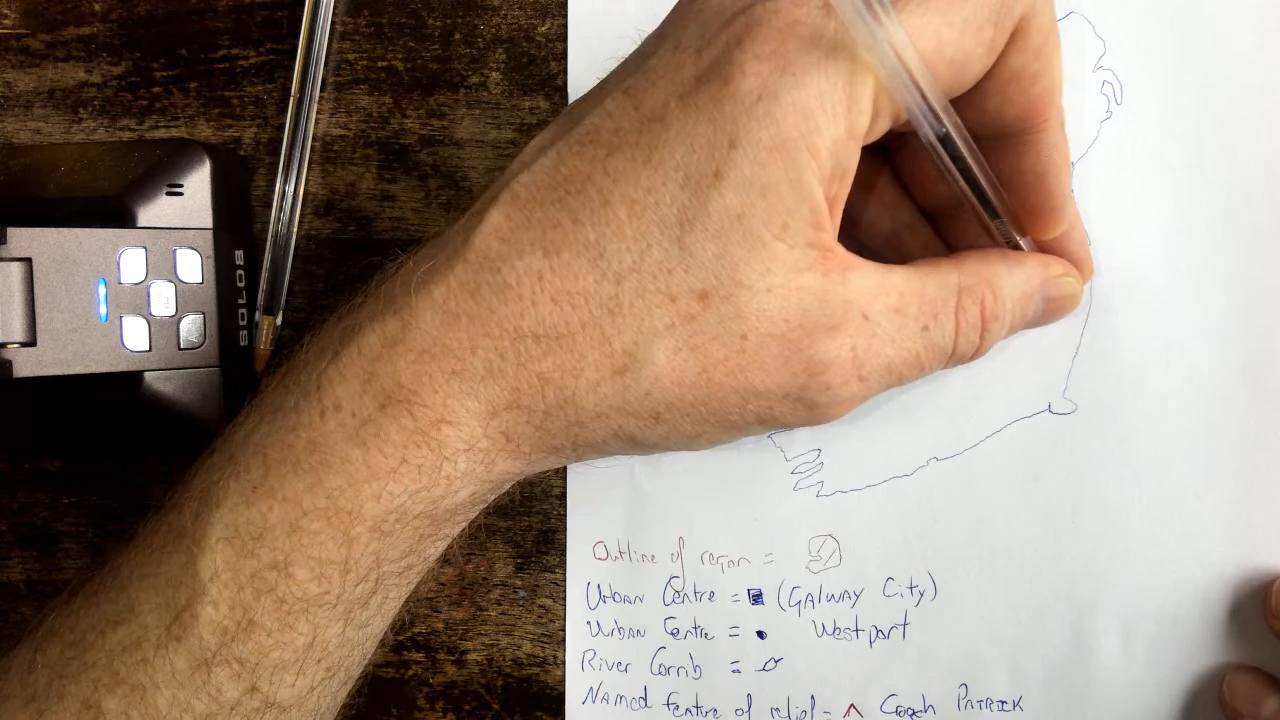 SOLO8
Outline of region =
Urban Centre = (GALWAY City)
Urban Centre = Westport
River Corrib =
NAMED feature of relief = Croagh PATRICK